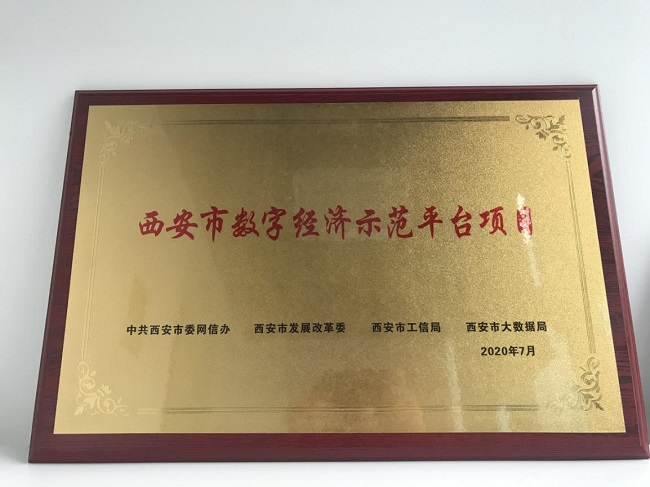 西安市数字经济示范平台项目
中共西安市委网信办 西安市发展改革委 西安市工信局 西安市大数据局
2020年7月